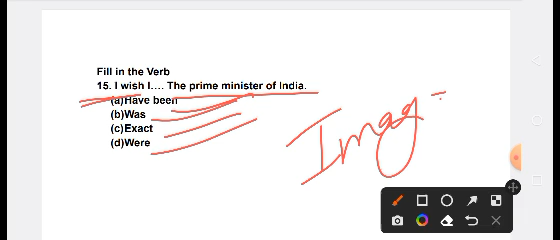 Fill in the Verb
15. I wish I.... The prime minister of India.
(a)Have been
(b)Was
(c)Exact
(d)Were
Imag